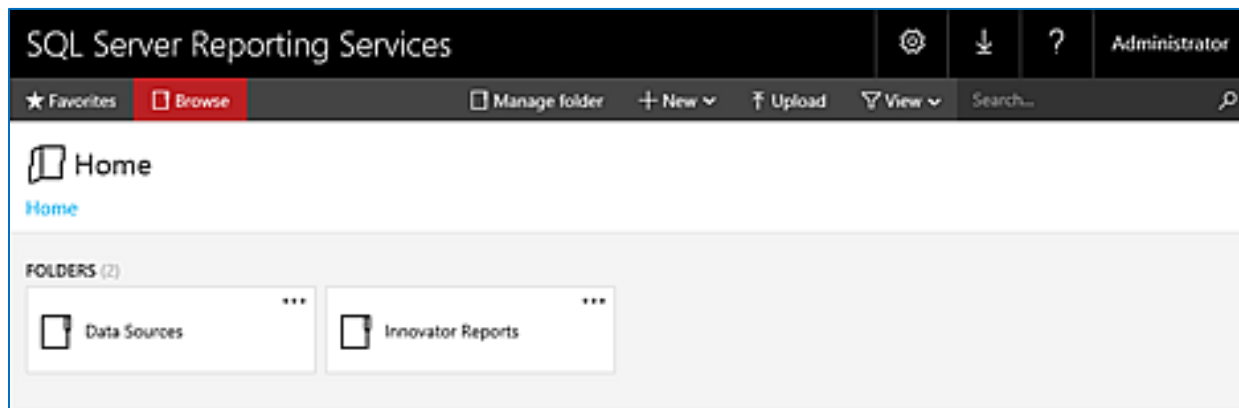 SQL Server Reporting Services ? Administrator
Favorites Browse Manage folder New Upload View Search...
Home
Home
FOLDERS (2)
Data Sources Innovator Reports